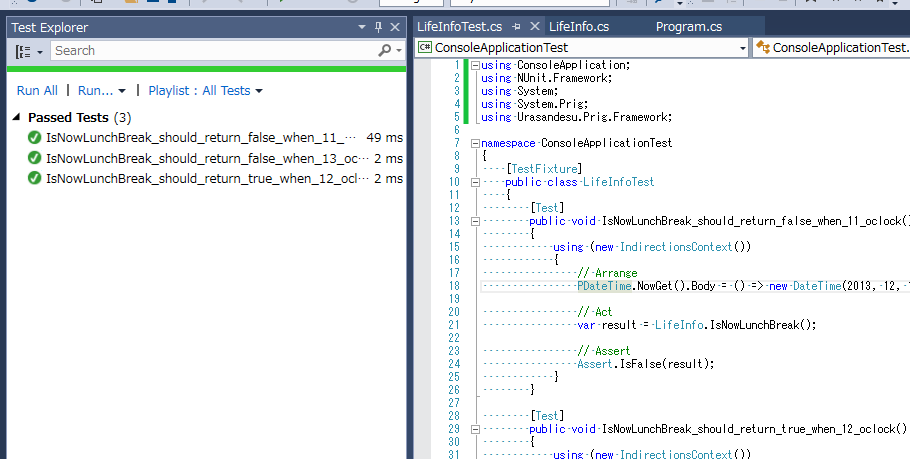 Test Explorer
Search
Run All | Run... | Playlist : All Tests
Passed Tests (3)
IsNowLunchBreak_should_return_false_when_11_... 49 ms
IsNowLunchBreak_should_return_false_when_13_oc... 2 ms
IsNowLunchBreak_should_return_true_when_12_ocl... 2 ms
LifeInfoTest.cs LifeInfo.cs Program.cs
C# ConsoleApplicationTest ConsoleApplicationTest.
1 using ConsoleApplication;
2 using NUnit.Framework;
3 using System;
4 using System.Prig;
5 using Urasandesu.Prig.Framework;
6
7 namespace ConsoleApplicationTest
8 {
9 [TestFixture]
10 public class LifeInfoTest
11 {
12 [Test]
13 public void IsNowLunchBreak_should_return_false_when_11_oclock()
14 {
15 using (new IndirectionsContext())
16 {
17 // Arrange
18 PDateTime.NowGet().Body = () => new DateTime(2013, 12,
19
20 // Act
21 var result = LifeInfo.IsNowLunchBreak();
22
23 // Assert
24 Assert.IsFalse(result);
25 }
26 }
27
28 [Test]
29 public void IsNowLunchBreak_should_return_true_when_12_oclock()
30 {
31 using (new IndirectionsContext())